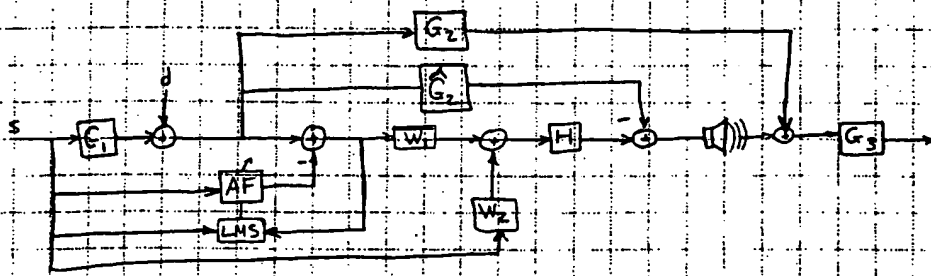 G2
Ĝ2
d
S
C1
+
+
-
W1
+
H
-
+
+
G3
AF
LMS
W2